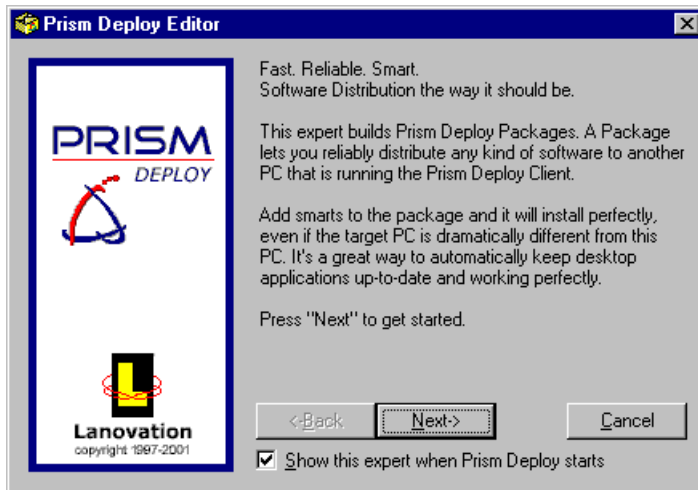 Prism Deploy Editor
PRISM
DEPLOY
L
Lanovation
copyright 1997-2001
Fast. Reliable. Smart.
Software Distribution the way it should be.
This expert builds Prism Deploy Packages. A Package
lets you reliably distribute any kind of software to another
PC that is running the Prism Deploy Client.
Add smarts to the package and it will install perfectly,
even if the target PC is dramatically different from this
PC. It's a great way to automatically keep desktop
applications up-to-date and working perfectly.
Press "Next" to get started.
<-Back
Next->
Cancel
Show this expert when Prism Deploy starts